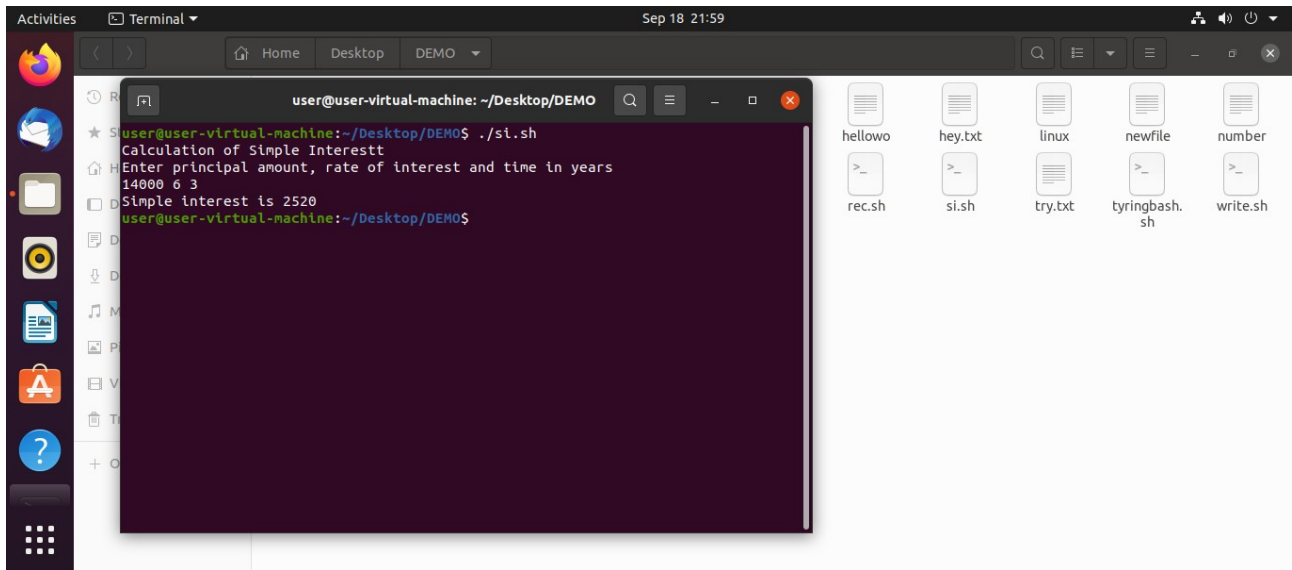 Activities Terminal Sep 18 21:59
Home Desktop DEMO
user@user-virtual-machine: ~/Desktop/DEMO
user@user-virtual-machine:~/Desktop/DEMO$ ./si.sh
Calculation of Simple Interestt
Enter principal amount, rate of interest and time in years
14000 6 3
Simple interest is 2520
user@user-virtual-machine:~/Desktop/DEMO$
hellowo hey.txt linux newfile number
>_ >_ >_ >_
rec.sh si.sh try.txt tyringbash. write.sh
sh